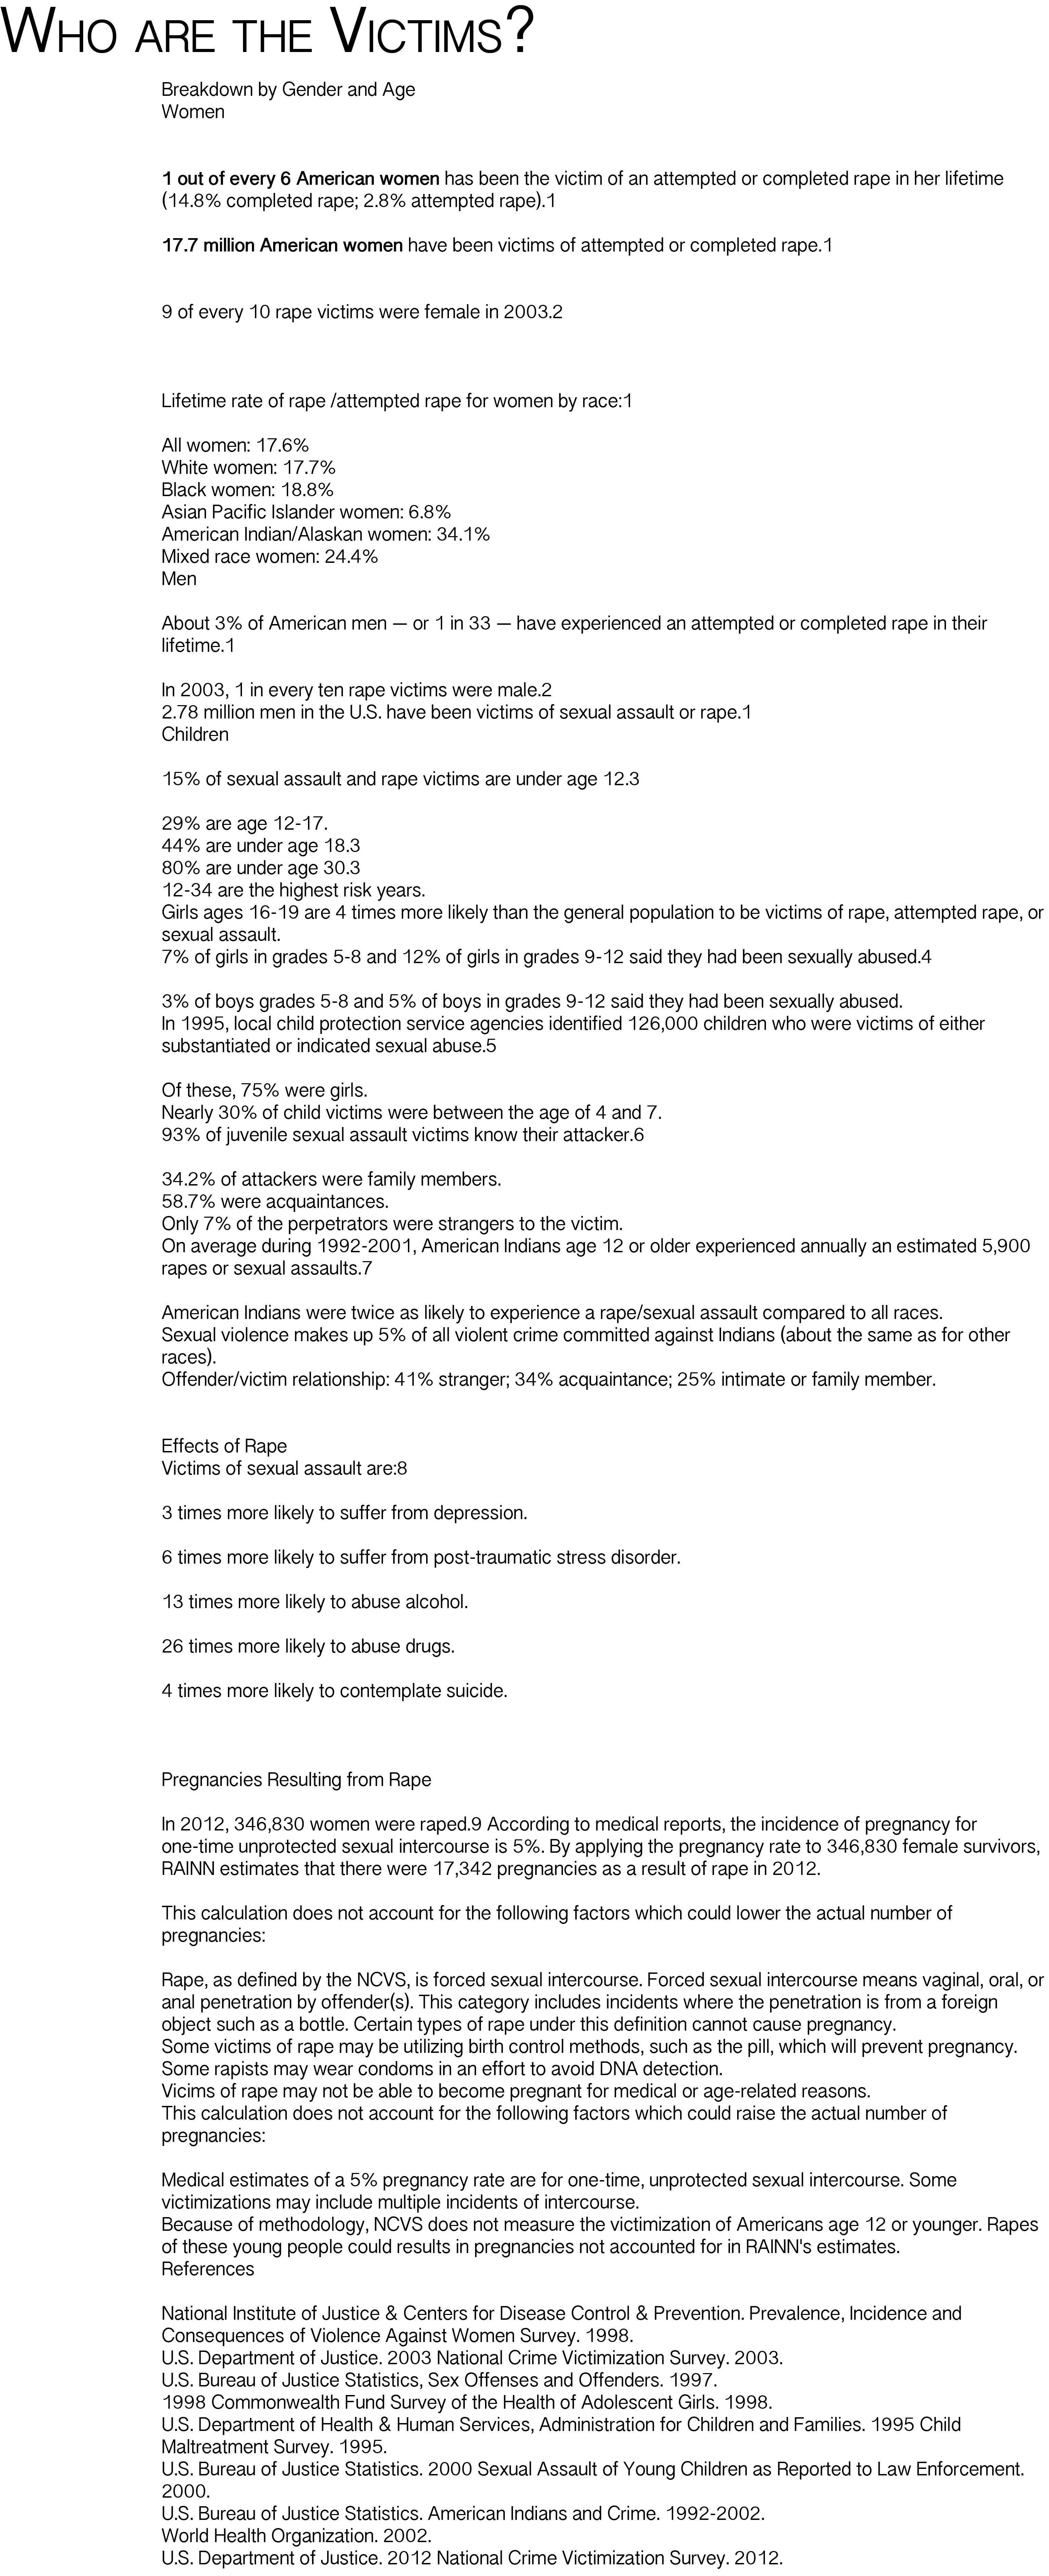 Who are the Victims?
Breakdown by Gender and Age
Women
1 out of every 6 American women has been the victim of an attempted or completed rape in her lifetime
(14.8% completed rape; 2.8% attempted rape).1
17.7 million American women have been victims of attempted or completed rape.1
9 of every 10 rape victims were female in 2003.2
Lifetime rate of rape /attempted rape for women by race:1
All women: 17.6%
White women: 17.7%
Black women: 18.8%
Asian Pacific Islander women: 6.8%
American Indian/Alaskan women: 34.1%
Mixed race women: 24.4%
Men
About 3% of American men — or 1 in 33 — have experienced an attempted or completed rape in their
lifetime.1
In 2003, 1 in every ten rape victims were male.2
2.78 million men in the U.S. have been victims of sexual assault or rape.1
Children
15% of sexual assault and rape victims are under age 12.3
29% are age 12-17.
44% are under age 18.3
80% are under age 30.3
12-34 are the highest risk years.
Girls ages 16-19 are 4 times more likely than the general population to be victims of rape, attempted rape, or
sexual assault.
7% of girls in grades 5-8 and 12% of girls in grades 9-12 said they had been sexually abused.4
3% of boys grades 5-8 and 5% of boys in grades 9-12 said they had been sexually abused.
In 1995, local child protection service agencies identified 126,000 children who were victims of either
substantiated or indicated sexual abuse.5
Of these, 75% were girls.
Nearly 30% of child victims were between the age of 4 and 7.
93% of juvenile sexual assault victims know their attacker.6
34.2% of attackers were family members.
58.7% were acquaintances.
Only 7% of the perpetrators were strangers to the victim.
On average during 1992-2001, American Indians age 12 or older experienced annually an estimated 5,900
rapes or sexual assaults.7
American Indians were twice as likely to experience a rape/sexual assault compared to all races.
Sexual violence makes up 5% of all violent crime committed against Indians (about the same as for other
races).
Offender/victim relationship: 41% stranger; 34% acquaintance; 25% intimate or family member.
Effects of Rape
Victims of sexual assault are:8
3 times more likely to suffer from depression.
6 times more likely to suffer from post-traumatic stress disorder.
13 times more likely to abuse alcohol.
26 times more likely to abuse drugs.
4 times more likely to contemplate suicide.
Pregnancies Resulting from Rape
In 2012, 346,830 women were raped.9 According to medical reports, the incidence of pregnancy for
one-time unprotected sexual intercourse is 5%. By applying the pregnancy rate to 346,830 female survivors,
RAINN estimates that there were 17,342 pregnancies as a result of rape in 2012.
This calculation does not account for the following factors which could lower the actual number of
pregnancies:
Rape, as defined by the NCVS, is forced sexual intercourse. Forced sexual intercourse means vaginal, oral, or
anal penetration by offender(s). This category includes incidents where the penetration is from a foreign
object such as a bottle. Certain types of rape under this definition cannot cause pregnancy.
Some victims of rape may be utilizing birth control methods, such as the pill, which will prevent pregnancy.
Some rapists may wear condoms in an effort to avoid DNA detection.
Vicims of rape may not be able to become pregnant for medical or age-related reasons.
This calculation does not account for the following factors which could raise the actual number of
pregnancies:
Medical estimates of a 5% pregnancy rate are for one-time, unprotected sexual intercourse. Some
victimizations may include multiple incidents of intercourse.
Because of methodology, NCVS does not measure the victimization of Americans age 12 or younger. Rapes
of these young people could results in pregnancies not accounted for in RAINN's estimates.
References
National Institute of Justice & Centers for Disease Control & Prevention. Prevalence, Incidence and
Consequences of Violence Against Women Survey. 1998.
U.S. Department of Justice. 2003 National Crime Victimization Survey. 2003.
U.S. Bureau of Justice Statistics, Sex Offenses and Offenders. 1997.
1998 Commonwealth Fund Survey of the Health of Adolescent Girls. 1998.
U.S. Department of Health & Human Services, Administration for Children and Families. 1995 Child
Maltreatment Survey. 1995.
U.S. Bureau of Justice Statistics. 2000 Sexual Assault of Young Children as Reported to Law Enforcement.
2000.
U.S. Bureau of Justice Statistics. American Indians and Crime. 1992-2002.
World Health Organization. 2002.
U.S. Department of Justice. 2012 National Crime Victimization Survey. 2012.